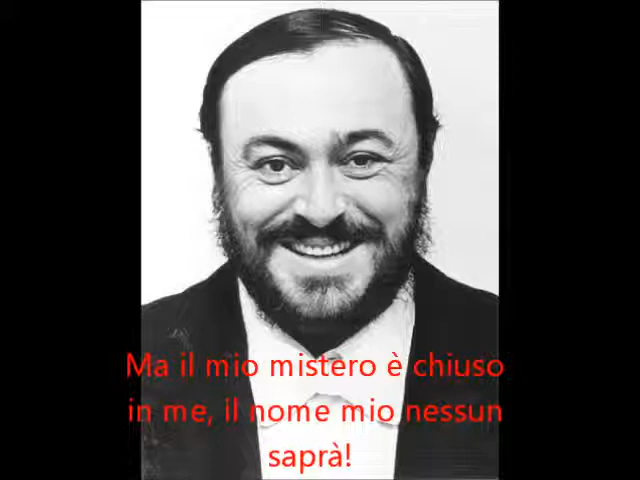 Ma il mio mistero è chiuso
in me, il nome mio nessun
saprà!